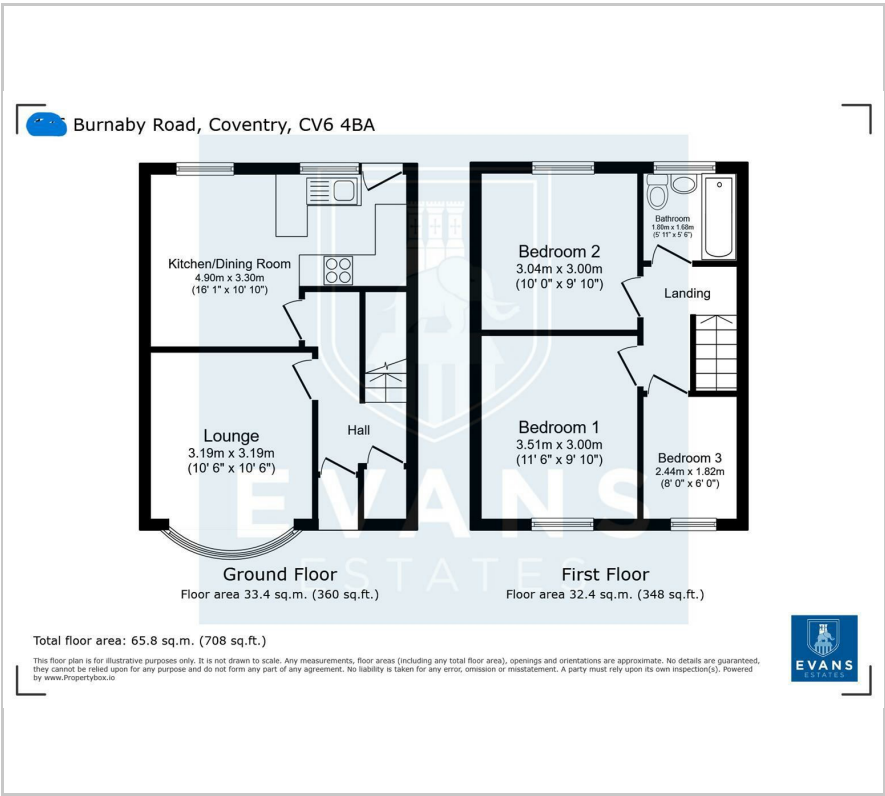 Burnaby Road, Coventry, CV6 4BA
Kitchen/Dining Room
4.90m x 3.30m
(16' 1" x 10' 10")
Lounge
3.19m x 3.19m
(10' 6" x 10' 6")
Hall
Bedroom 2
3.04m x 3.00m
(10' 0" x 9' 10")
Bathroom
1.80m x 1.68m
(5' 11" x 5' 6")
Landing
Bedroom 1
3.51m x 3.00m
(11' 6" x 9' 10")
Bedroom 3
2.44m x 1.82m
(8' 0" x 6' 0")
EVANS
ESTATES
Ground Floor
Floor area 33.4 sq.m. (360 sq.ft.)
First Floor
Floor area 32.4 sq.m. (348 sq.ft.)
Total floor area: 65.8 sq.m. (708 sq.ft.)
This floor plan is for illustrative purposes only. It is not drawn to scale. Any measurements, floor areas (including any total floor area), openings and orientations are approximate. No details are guaranteed,
they cannot be relied upon for any purpose and do not form any part of any agreement. No liability is taken for any error, omission or misstatement. A party must rely upon its own inspection(s). Powered
by www.Propertybox.io
EVANS
ESTATES